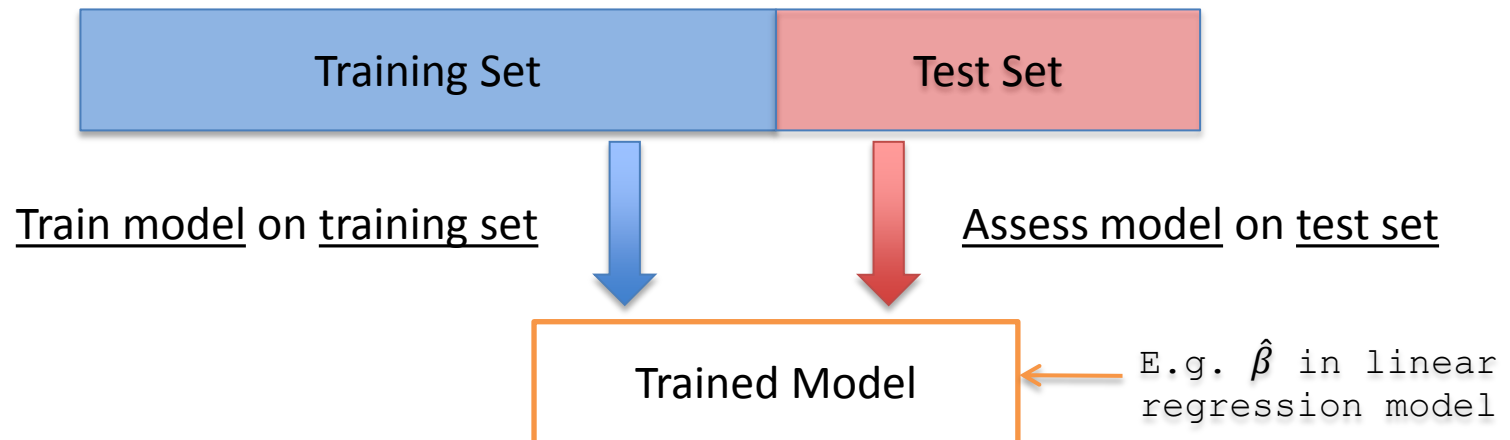 Training Set
Test Set
Train model on training set
Assess model on test set
Trained Model
E.g. β̂ in linear
regression model